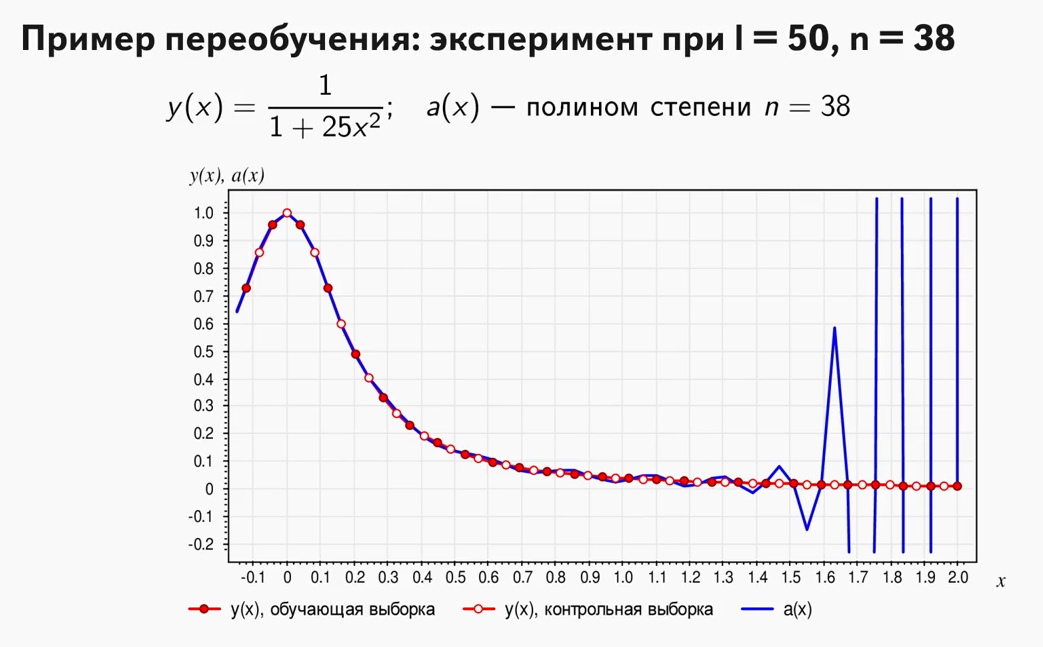 Пример переобучения: эксперимент при l = 50, n = 38
y(x) = 1 / (1 + 25x²); a(x) — полином степени n = 38
y(x), a(x)
1.0
0.9
0.8
0.7
0.6
0.5
0.4
0.3
0.2
0.1
0
-0.1
-0.2
-0.1 0 0.1 0.2 0.3 0.4 0.5 0.6 0.7 0.8 0.9 1.0 1.1 1.2 1.3 1.4 1.5 1.6 1.7 1.8 1.9 2.0 x
y(x), обучающая выборка y(x), контрольная выборка a(x)